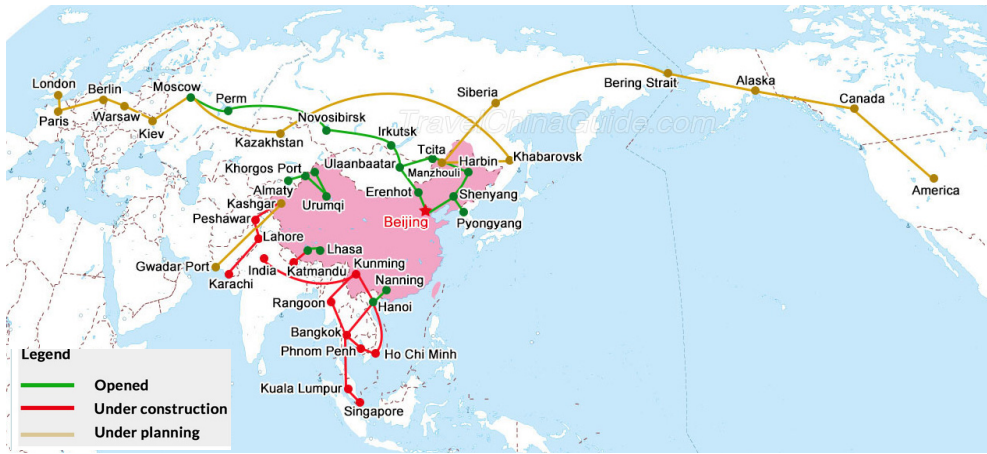 London
Berlin
Moscow
Perm
Siberia
Bering Strait
Alaska
Canada
Paris
Warsaw
Kiev
Novosibirsk
TravelChinaGuide.com
Kazakhstan
Irkutsk
Tcita
Harbin
Khabarovsk
Khorgos Port
Ulaanbaatar
Manzhouli
Almaty
Erenhot
Shenyang
America
Kashgar
Urumqi
Beijing
Pyongyang
Peshawar
Lahore
Lhasa
Gwadar Port
India
Katmandu
Kunming
Karachi
Nanning
Rangoon
Hanoi
Bangkok
Phnom Penh
Ho Chi Minh
Kuala Lumpur
Singapore
Legend
Opened
Under construction
Under planning